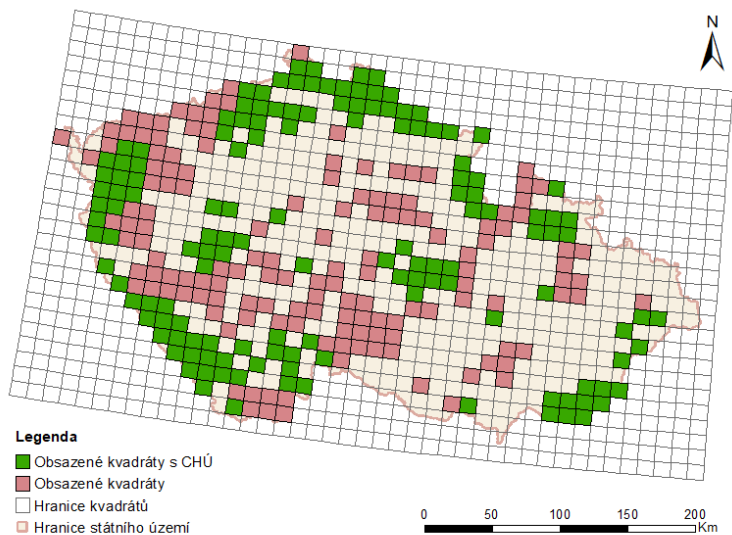 N
Legenda
Obsazené kvadráty s CHÚ
Obsazené kvadráty
Hranice kvadrátů
Hranice státního území
0 50 100 150 200
Km